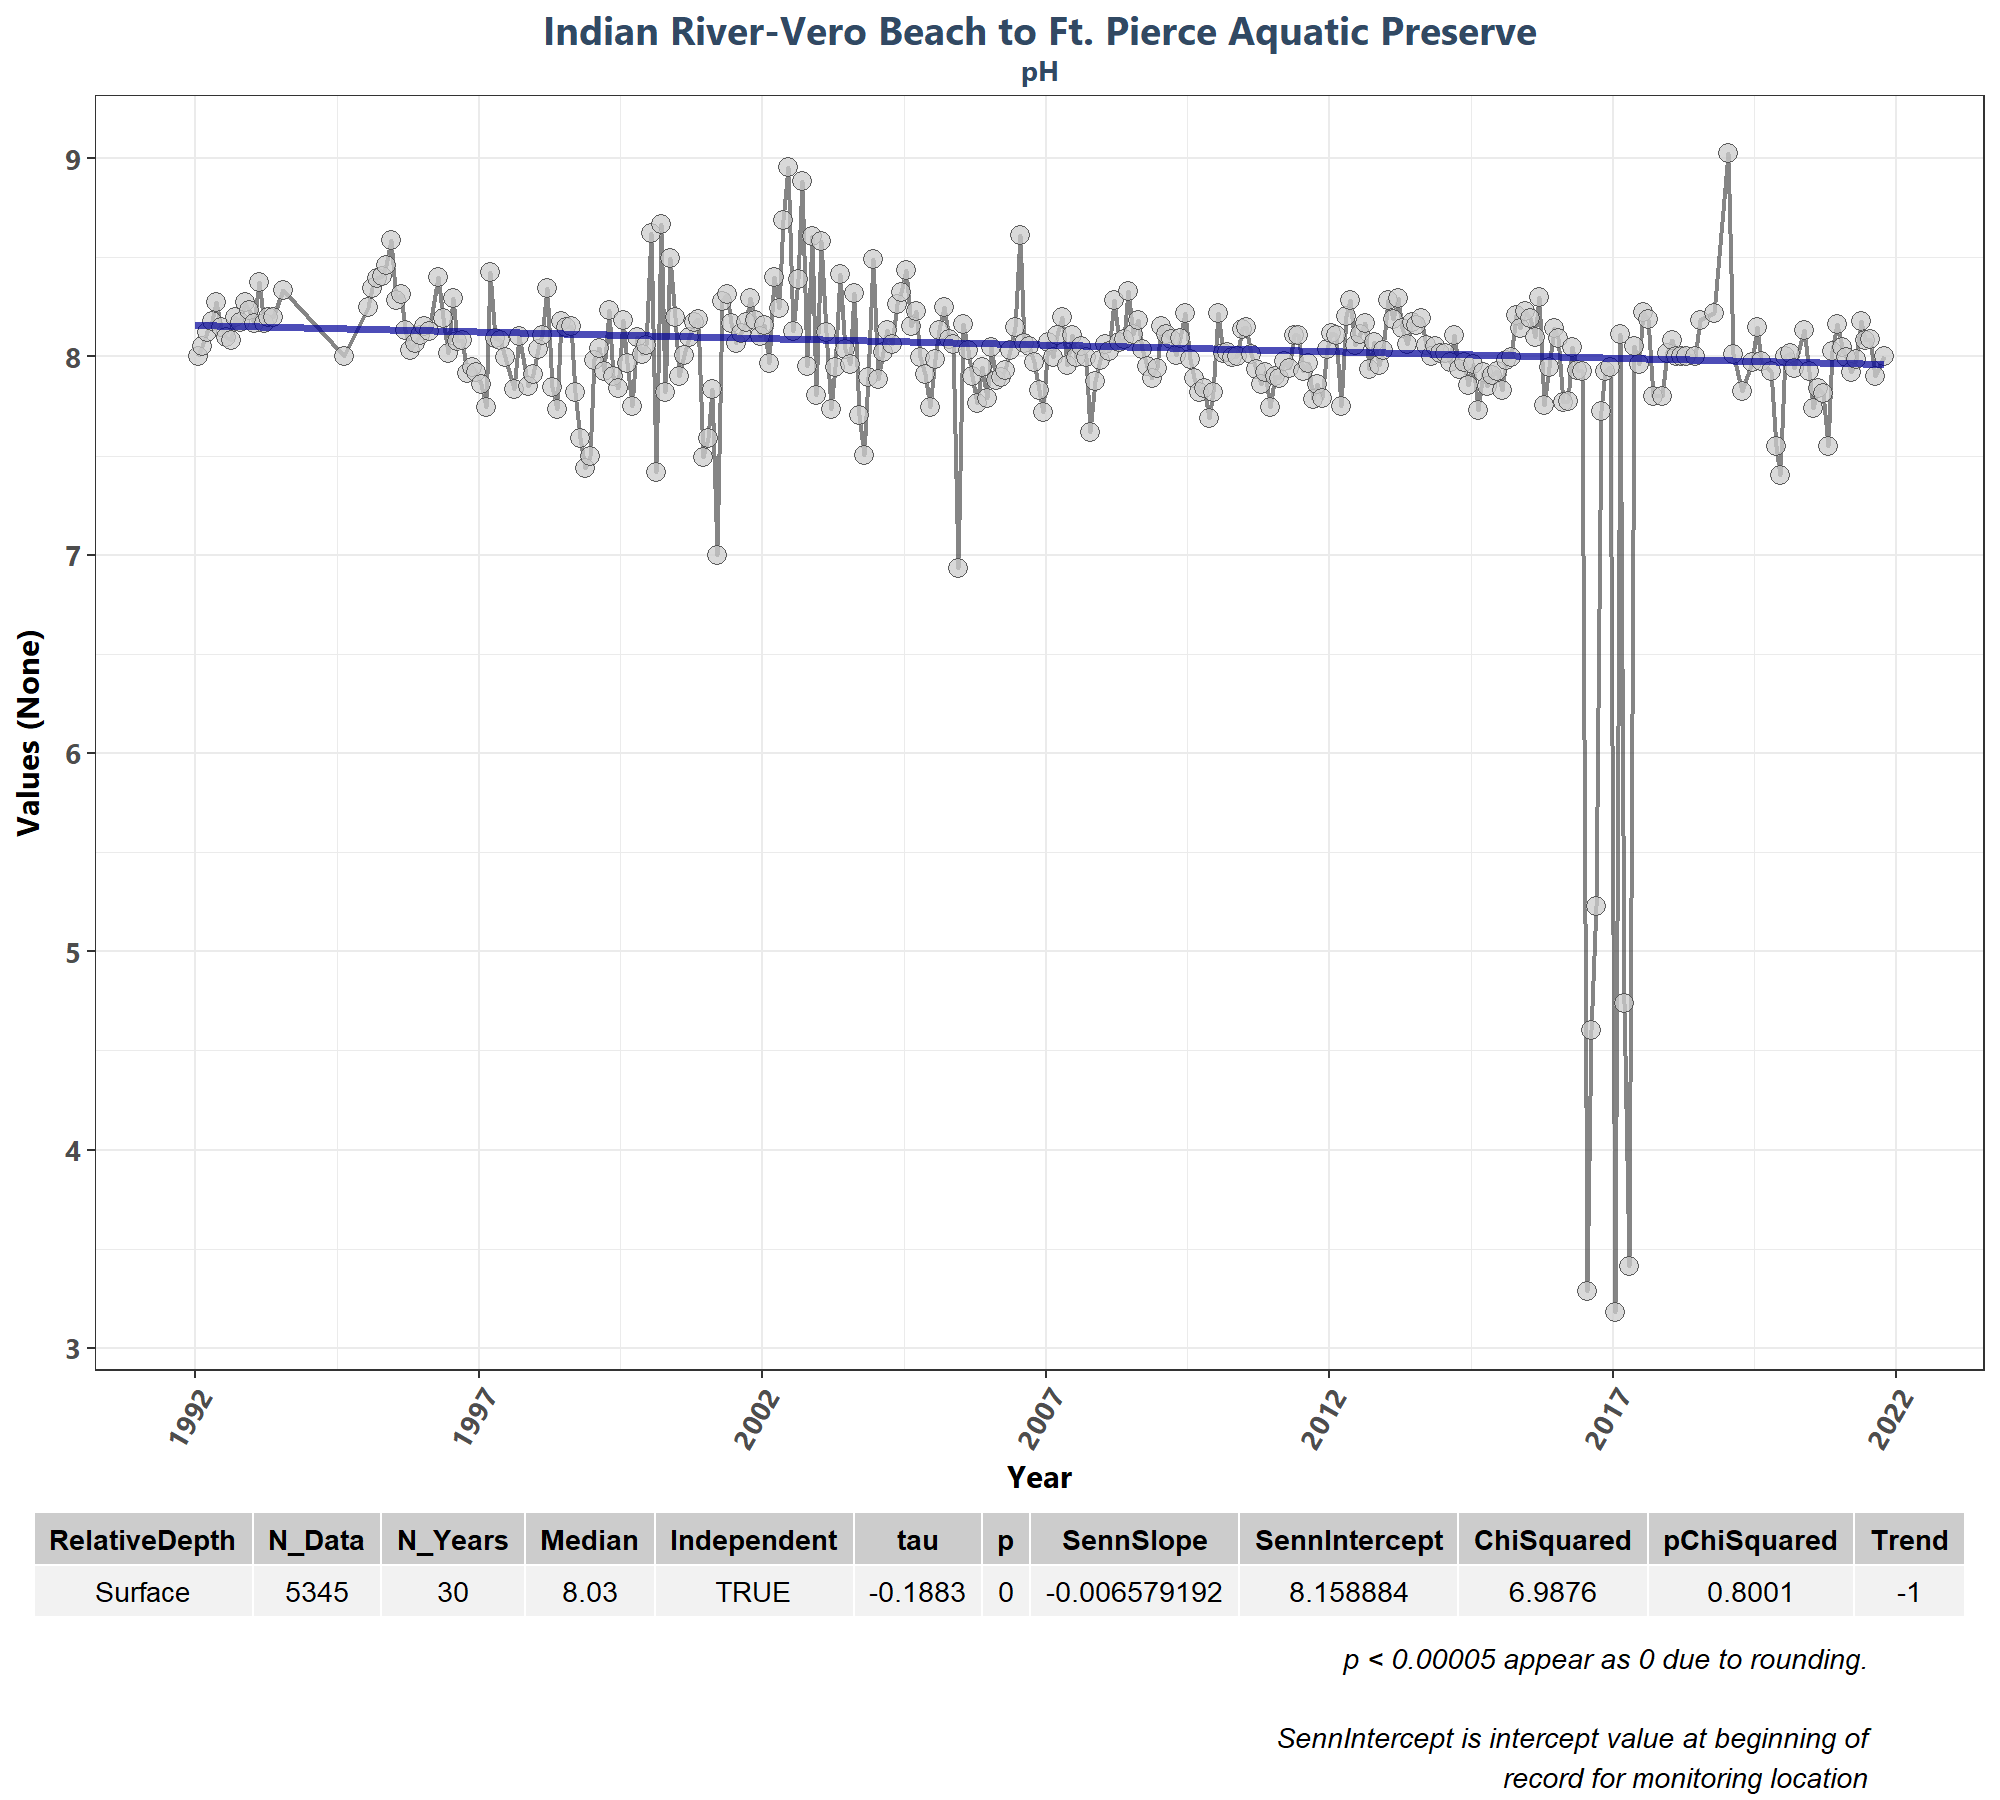 Indian River-Vero Beach to Ft. Pierce Aquatic Preserve
pH
Values (None)
9
8
7
6
5
4
3
1992 1997 2002 2007 2012 2017 2022
Year
RelativeDepth N_Data N_Years Median Independent tau p SennSlope SennIntercept ChiSquared pChiSquared Trend
Surface 5345 30 8.03 TRUE -0.1883 0 -0.006579192 8.158884 6.9876 0.8001 -1
p < 0.00005 appear as 0 due to rounding.
SennIntercept is intercept value at beginning of
record for monitoring location